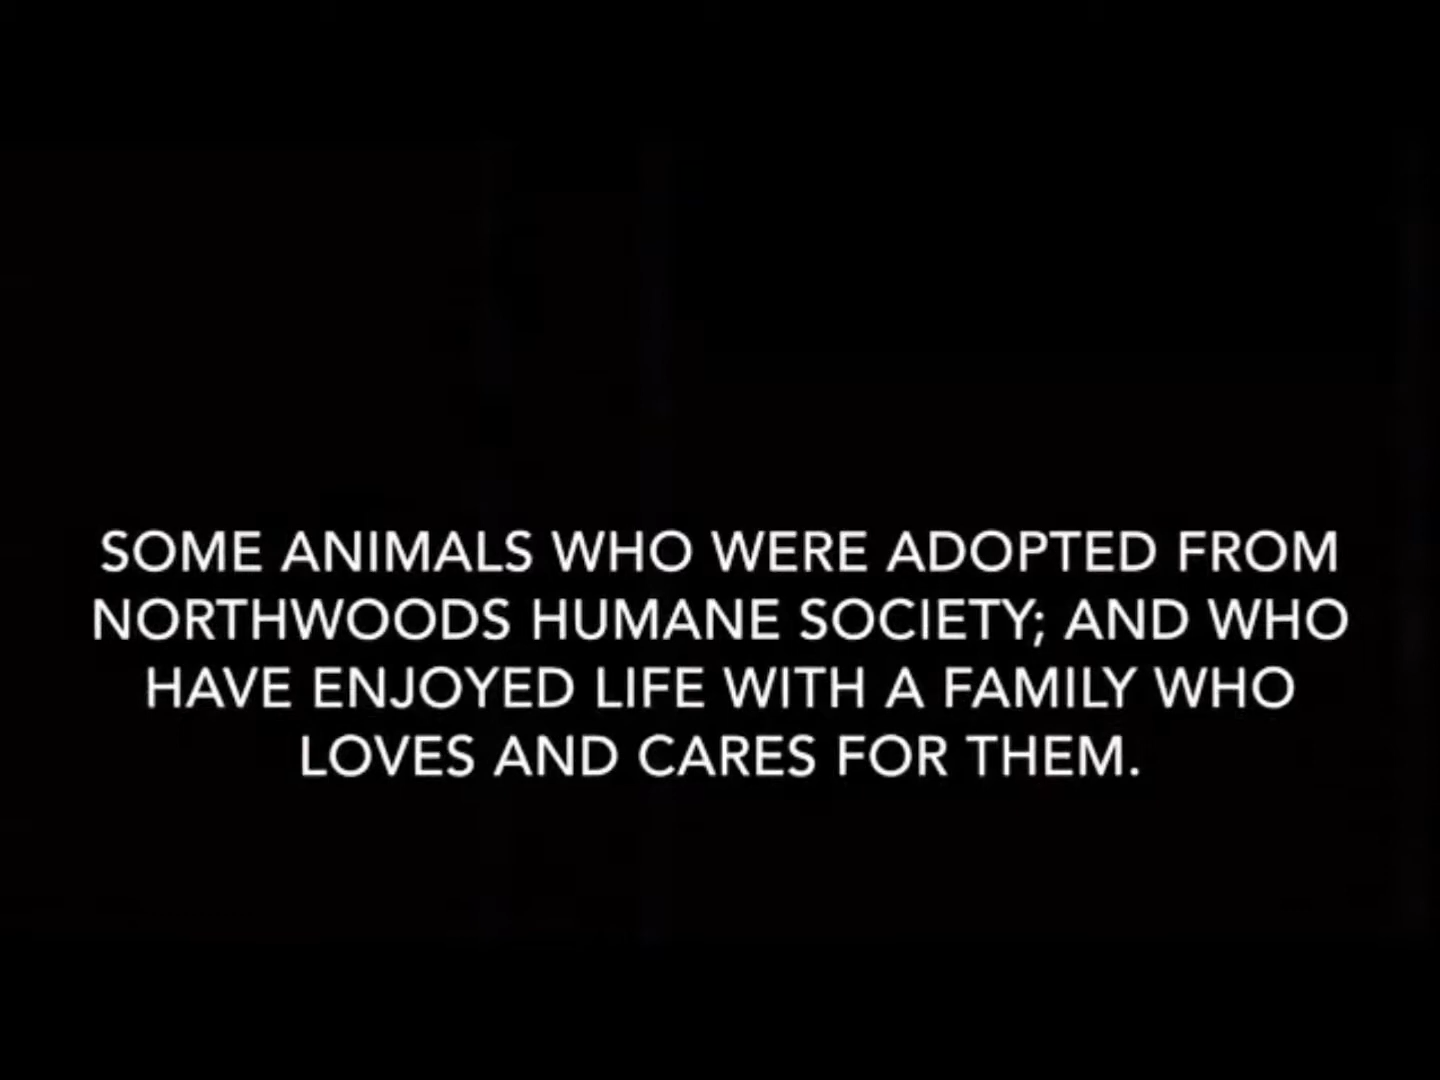 SOME ANIMALS WHO WERE ADOPTED FROM
NORTHWOODS HUMANE SOCIETY; AND WHO
HAVE ENJOYED LIFE WITH A FAMILY WHO
LOVES AND CARES FOR THEM.